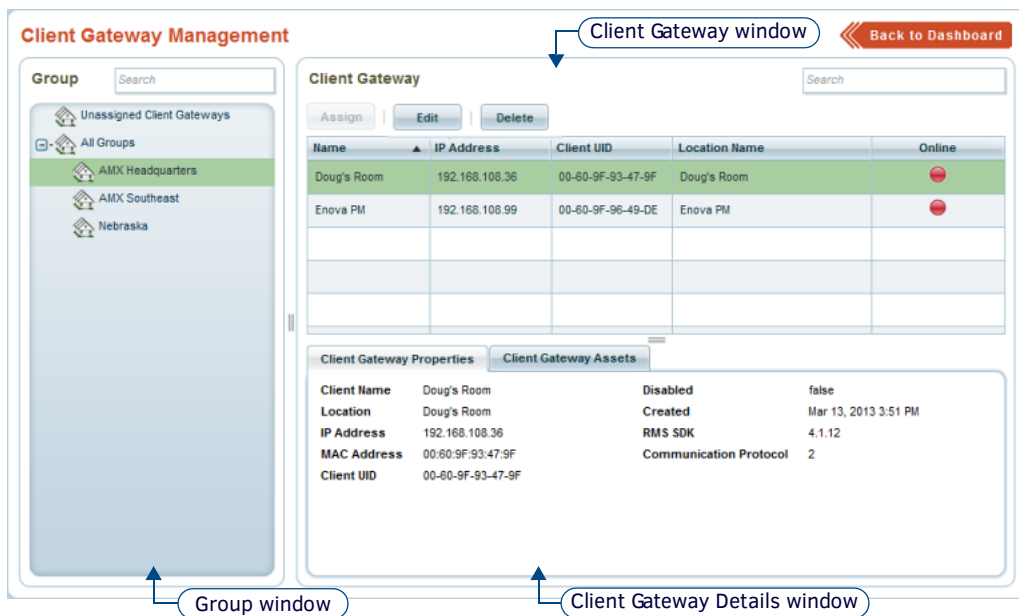 Client Gateway Management
Client Gateway window
Back to Dashboard
Group
Search
Unassigned Client Gateways
All Groups
AMX Headquarters
AMX Southeast
Nebraska
Client Gateway
Search
Assign
Edit
Delete
Name IP Address Client UID Location Name Online
Doug's Room 192.168.108.36 00-60-9F-93-47-9F Doug's Room
Enova PM 192.168.108.99 00-60-9F-96-49-DE Enova PM
Client Gateway Properties
Client Gateway Assets
Client Name Doug's Room Disabled false
Location Doug's Room Created Mar 13, 2013 3:51 PM
IP Address 192.168.108.36 RMS SDK 4.1.12
MAC Address 00:60:9F:93:47:9F Communication Protocol 2
Client UID 00-60-9F-93-47-9F
Group window
Client Gateway Details window